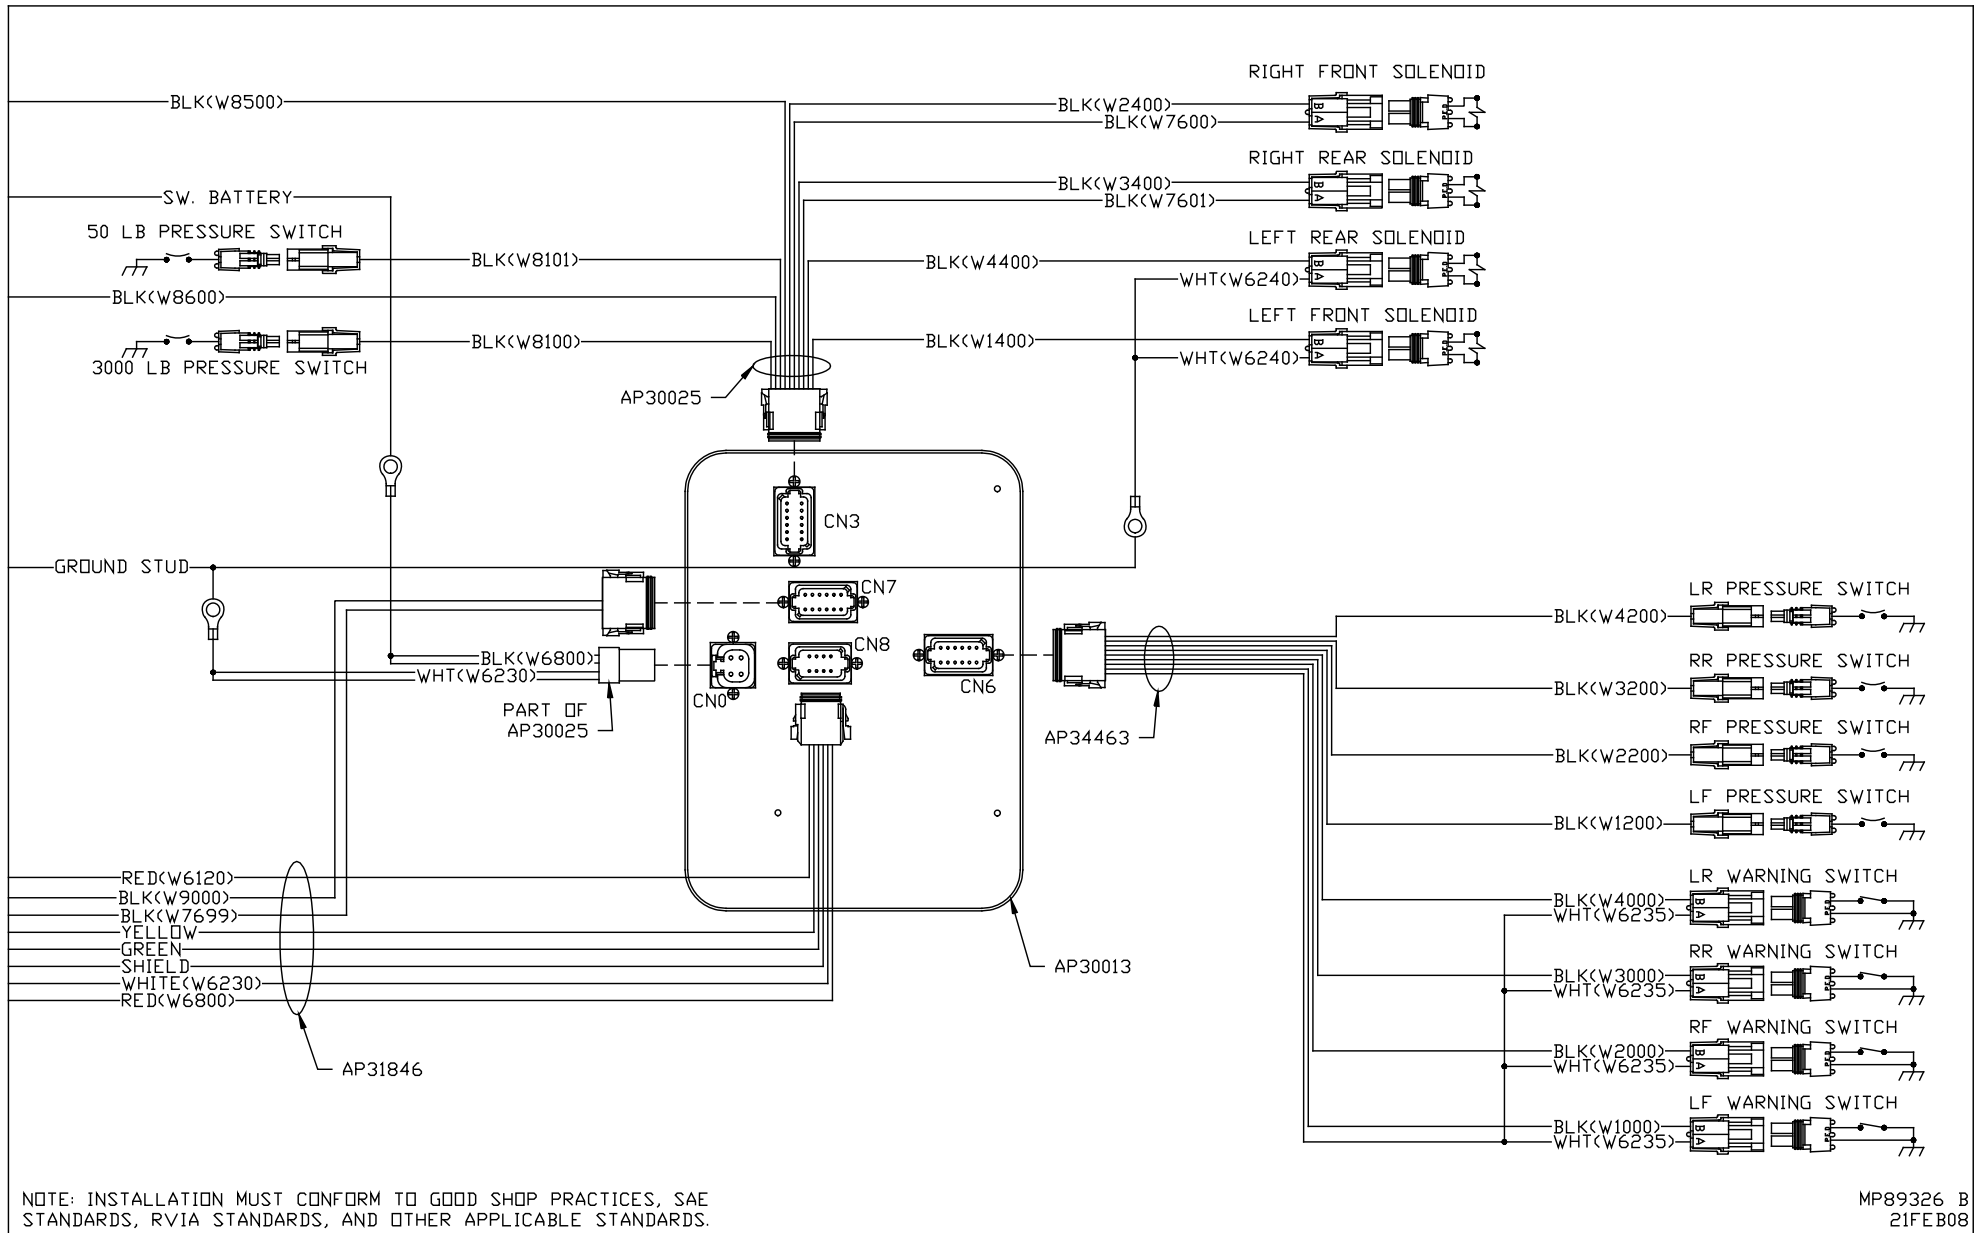 RIGHT FRONT SOLENOID
BLK(W8500)
BLK(W2400)
BLK(W7600)
B
A
RIGHT REAR SOLENOID
BLK(W3400)
BLK(W7601)
B
A
SW. BATTERY
50 LB PRESSURE SWITCH
BLK(W8101)
LEFT REAR SOLENOID
BLK(W4400)
WHT(W6240)
B
A
BLK(W8600)
LEFT FRONT SOLENOID
BLK(W8100)
BLK(W1400)
WHT(W6240)
B
A
3000 LB PRESSURE SWITCH
AP30025
CN3
GROUND STUD
CN7
CN8
CN6
CN0
BLK(W6800)
WHT(W6230)
PART OF
AP30025
AP34463
LR PRESSURE SWITCH
BLK(W4200)
RR PRESSURE SWITCH
BLK(W3200)
RF PRESSURE SWITCH
BLK(W2200)
LF PRESSURE SWITCH
BLK(W1200)
LR WARNING SWITCH
BLK(W4000)
WHT(W6235)
B
A
RR WARNING SWITCH
BLK(W3000)
WHT(W6235)
B
A
RF WARNING SWITCH
BLK(W2000)
WHT(W6235)
B
A
LF WARNING SWITCH
BLK(W1000)
WHT(W6235)
B
A
RED(W6120)
BLK(W9000)
BLK(W7699)
YELLOW
GREEN
SHIELD
WHITE(W6230)
RED(W6800)
AP30013
AP31846
NOTE: INSTALLATION MUST CONFORM TO GOOD SHOP PRACTICES, SAE
STANDARDS, RVIA STANDARDS, AND OTHER APPLICABLE STANDARDS.
MP89326 B
21FEB08